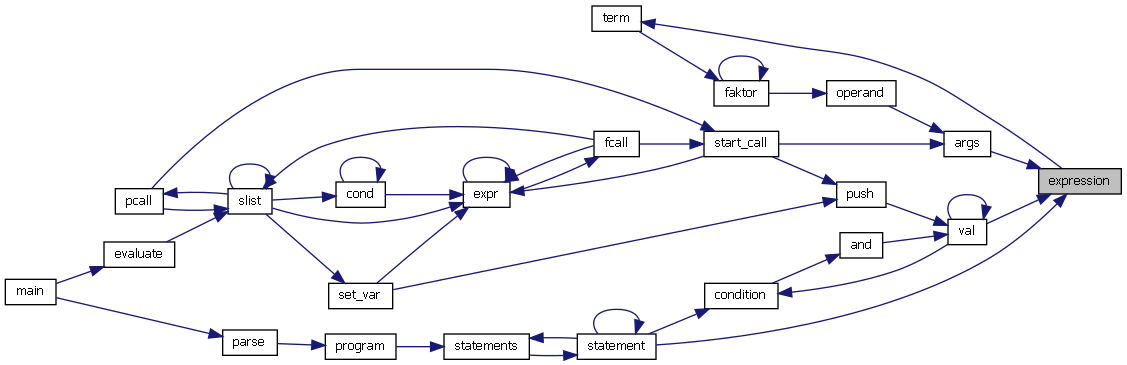 term
faktor
operand
fcall
start_call
args
expression
pcall
slist
cond
expr
push
val
evaluate
and
main
set_var
condition
parse
program
statements
statement